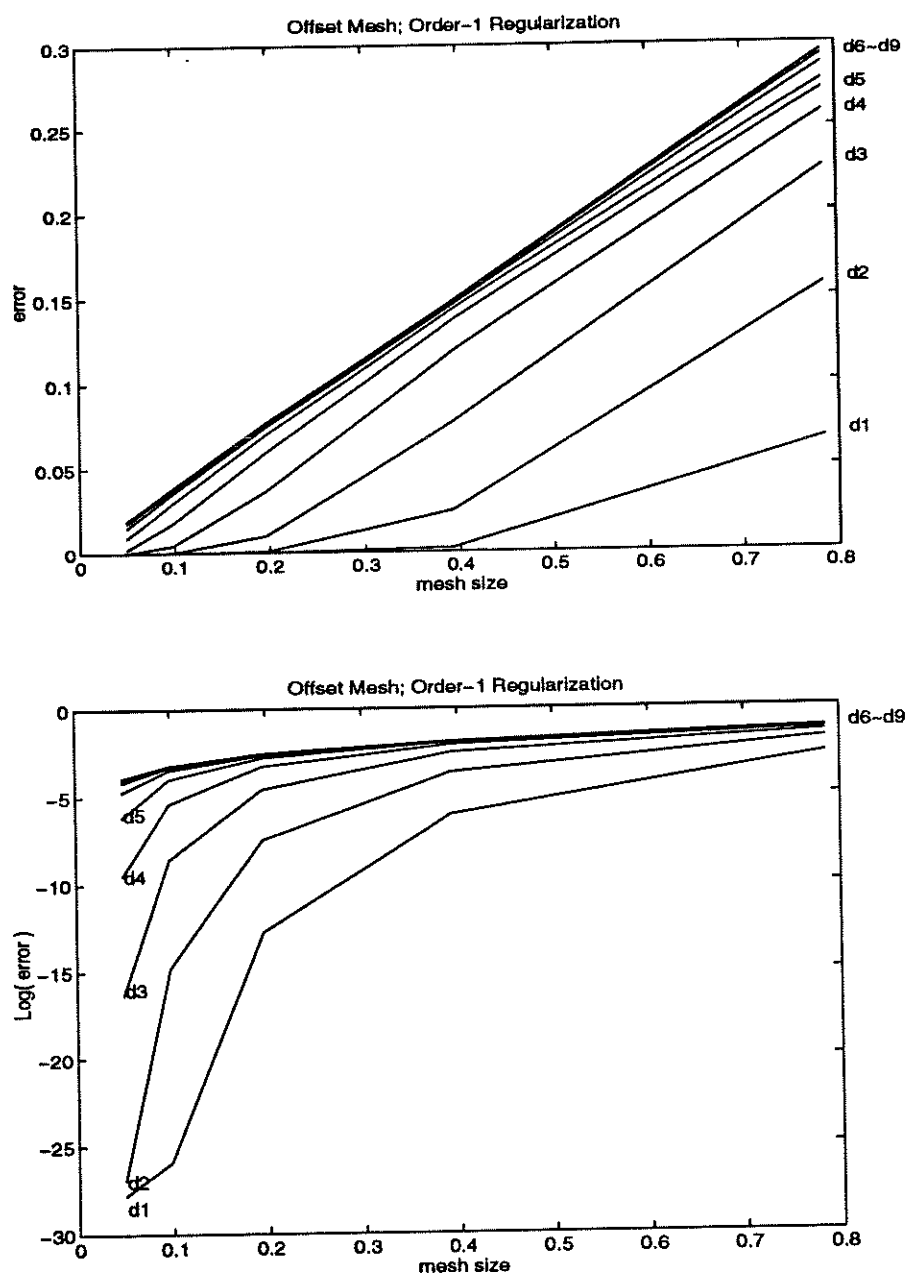 Offset Mesh; Order-1 Regularization
0.3
0.25
0.2
0.15
0.1
0.05
0
error
d6~d9
d5
d4
d3
d2
d1
0.1
0.2
0.3
0.4
0.5
0.6
0.7
0.8
mesh size
Offset Mesh; Order-1 Regularization
0
-5
-10
-15
-20
-25
-30
Log( error )
d6~d9
d5
d4
d3
d2
d1
0
0.1
0.2
0.3
0.4
0.5
0.6
0.7
0.8
mesh size